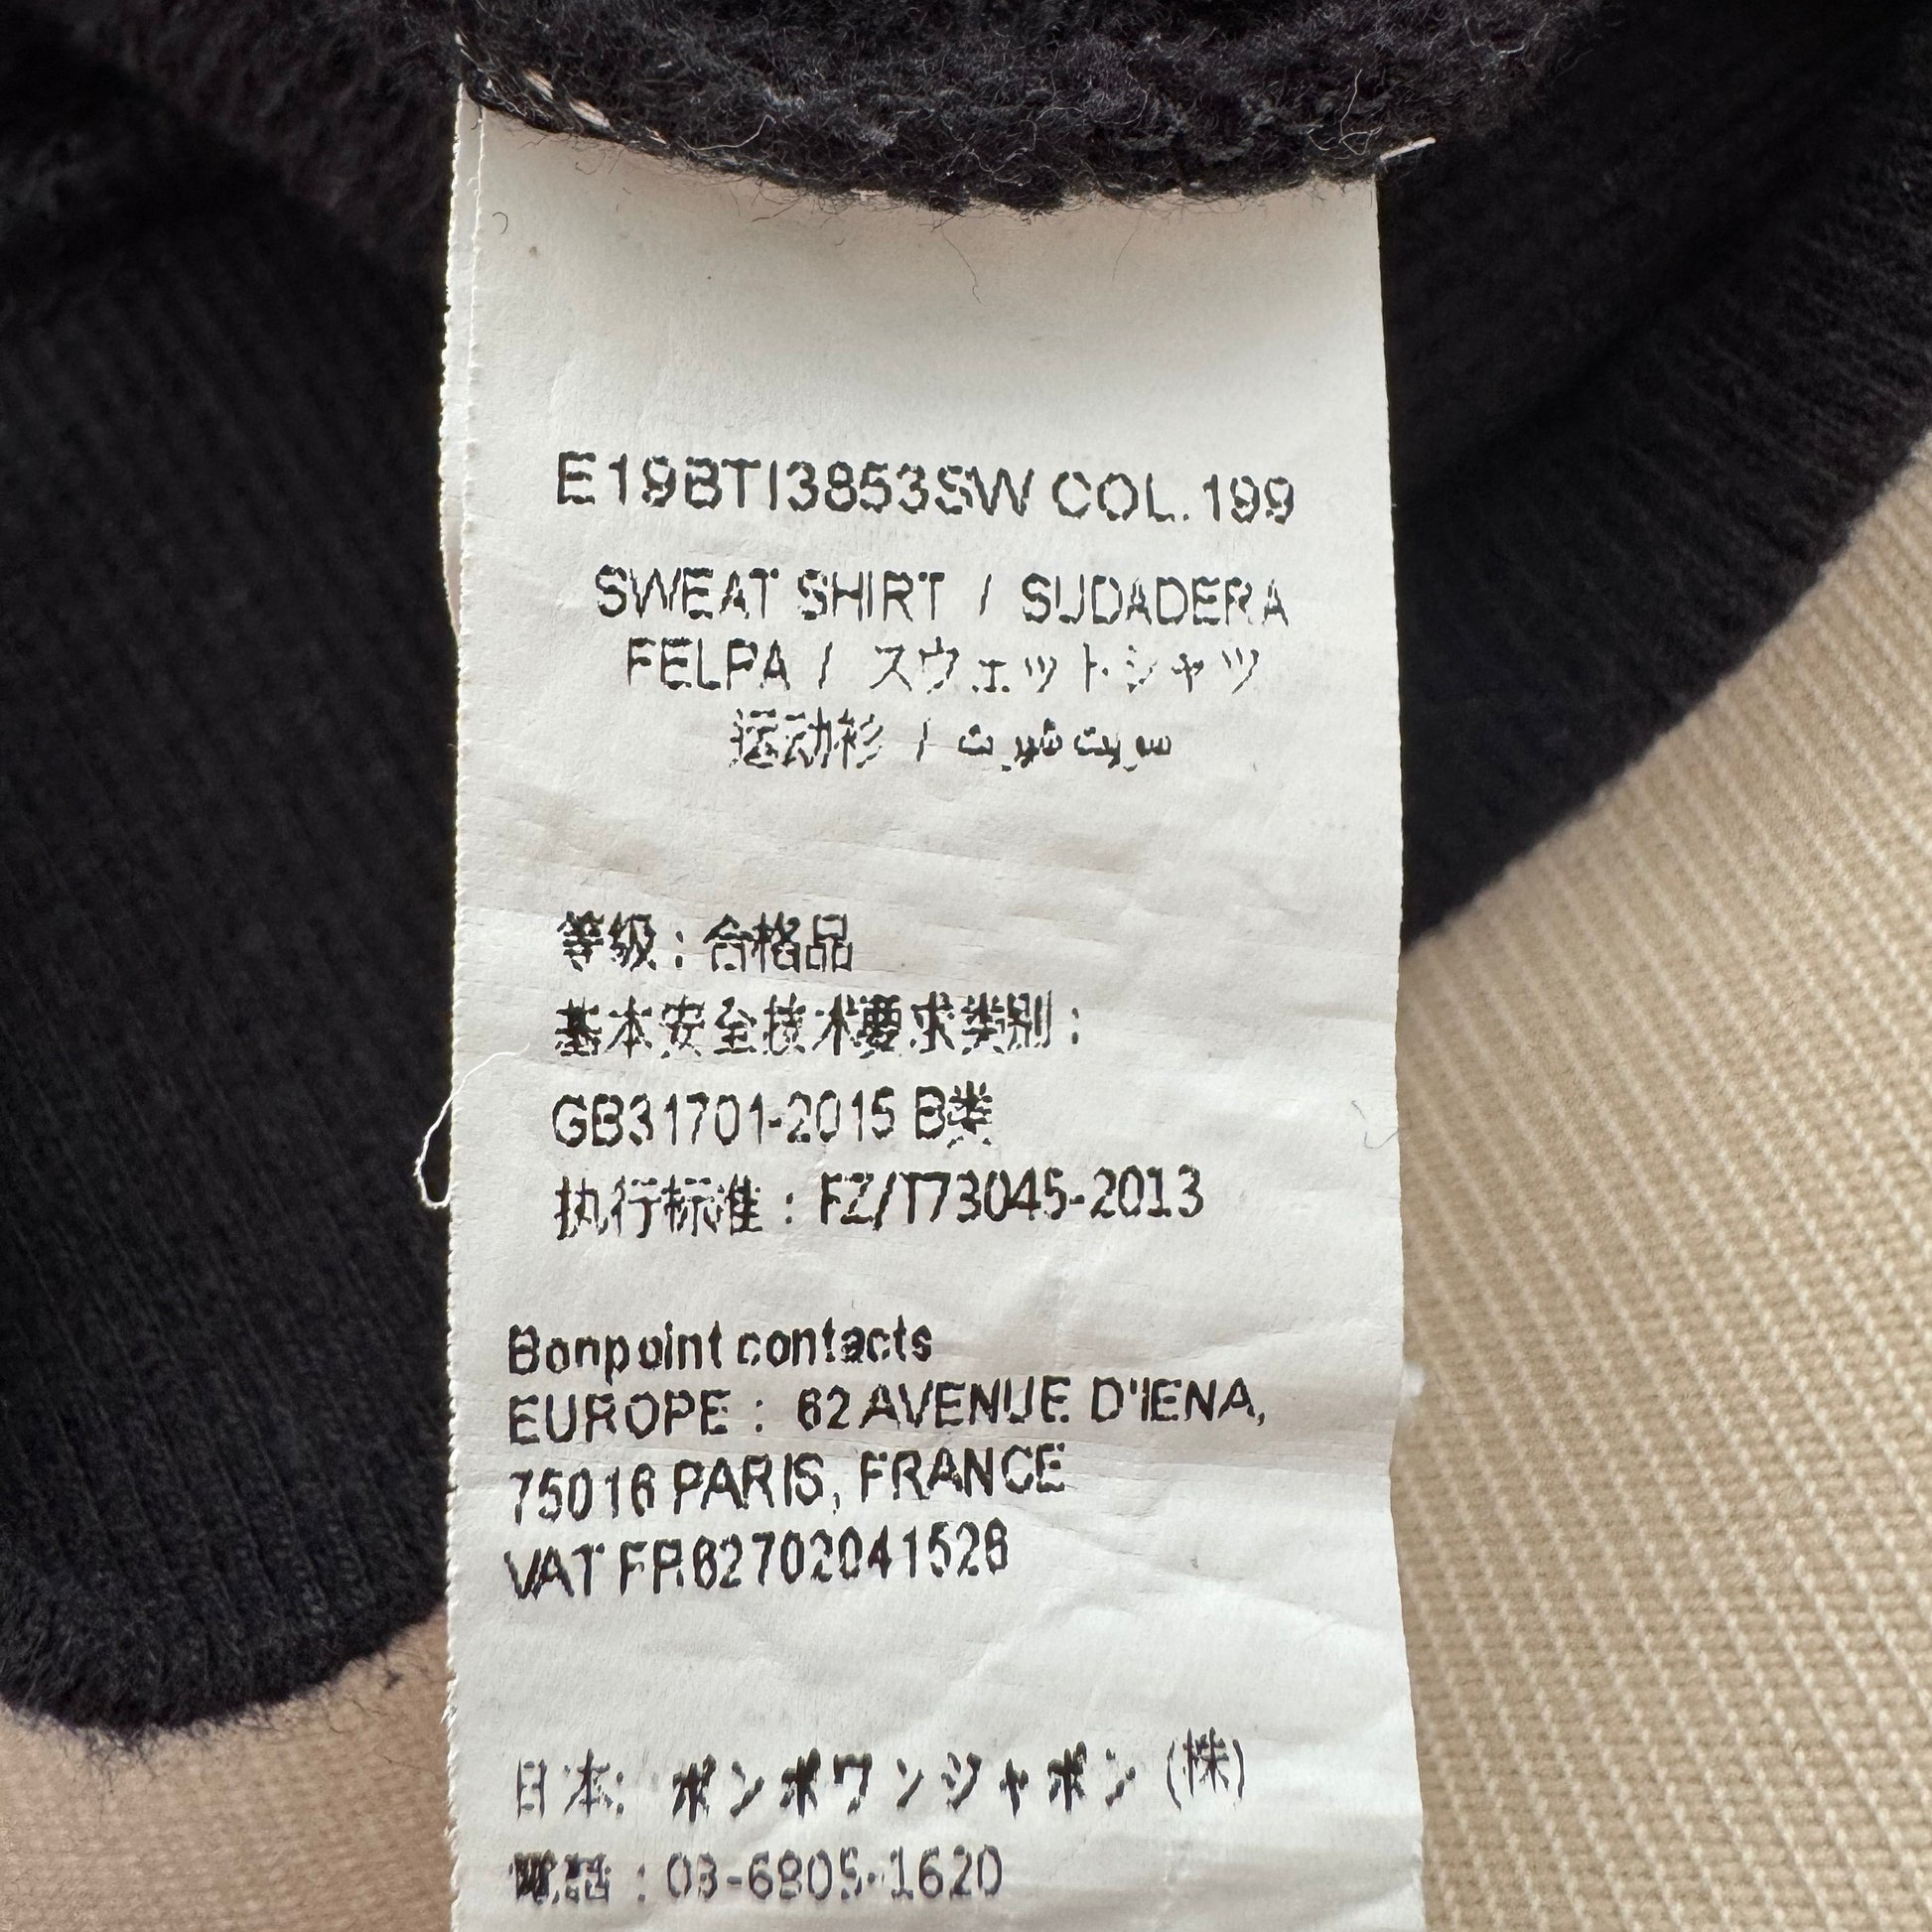 E19BTI3853SW COL. 199
SWEAT SHIRT / SUDADERA
FELPA / スウェットシャツ
运动衫 /
等级 : 合格品
基本安全技术要求类别 :
GB31701-2015 B类
执行标准 : FZ/T73045-2013
Bonpoint contacts
EUROPE : 62 AVENUE D'IENA,
75016 PARIS, FRANCE
VAT FR62702041526
日本: ボンポワンジャポン (株)
電話 : 03-6805-1620